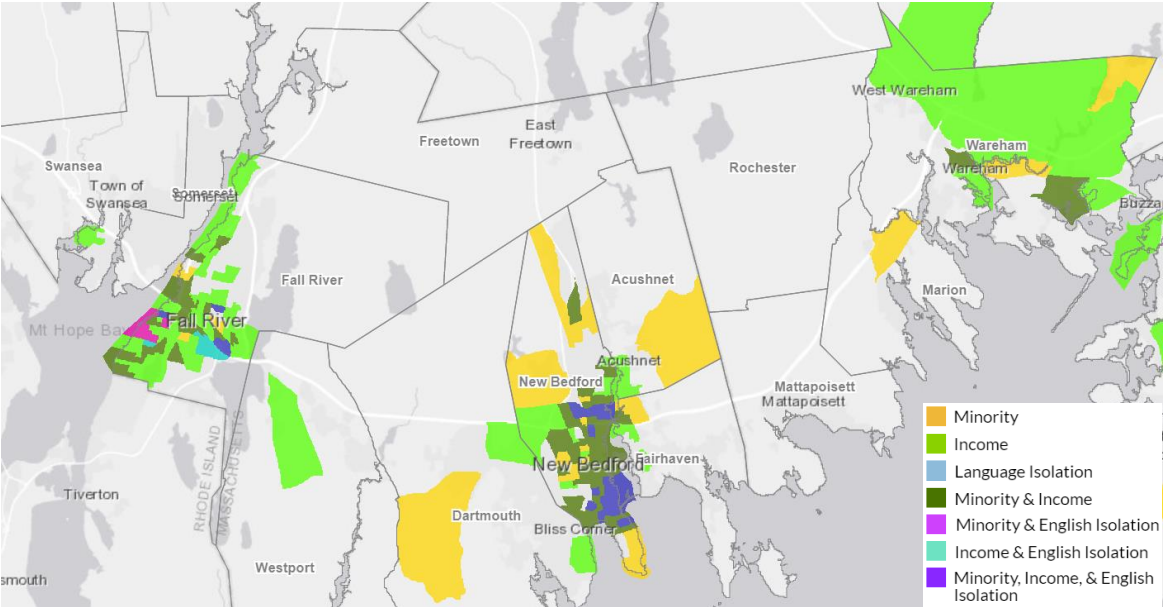 West Wareham
East
Freetown
Freetown
Wareham
Swansea
Rochester
Wareham
Town of
Swansea
Somerset
Somerset
Buzza
Fall River
Acushnet
Marion
Fall River
Mt Hope Bay
Acushnet
New Bedford
Mattapoisett
Mattapoisett
New Bedford
Fairhaven
RHODE ISLAND
MASSACHUSETTS
Tiverton
Dartmouth
Bliss Corner
Westport
smouth
Minority
Income
Language Isolation
Minority & Income
Minority & English Isolation
Income & English Isolation
Minority, Income, & English
Isolation